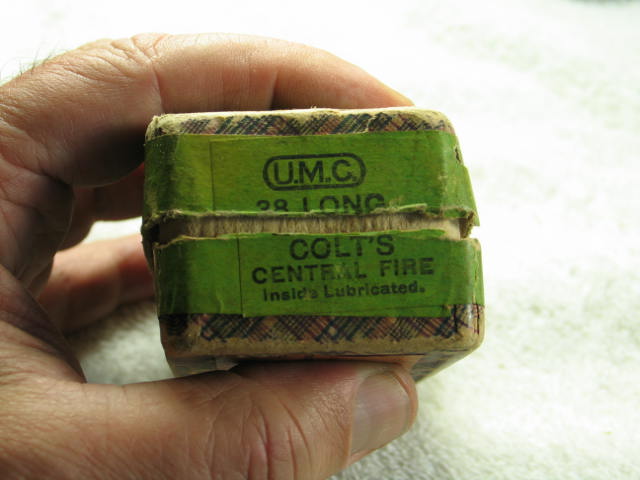 U.M.C.
38 LONG
COLT'S
CENTRAL FIRE
Inside Lubricated.